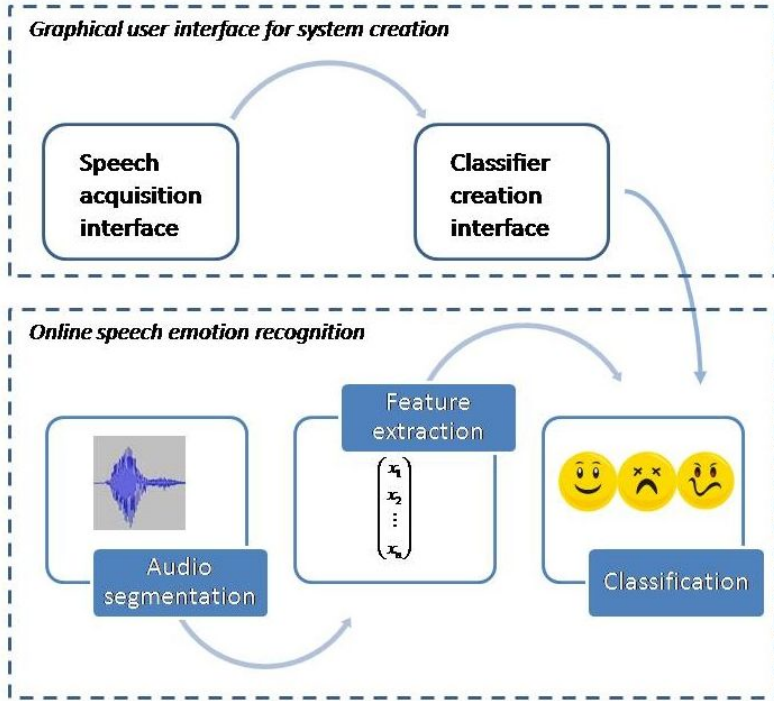 Graphical user interface for system creation
Speech
acquisition
interface
Classifier
creation
interface
Online speech emotion recognition
Feature
extraction
x₁
x₂
⋮
xₙ
Audio
segmentation
Classification